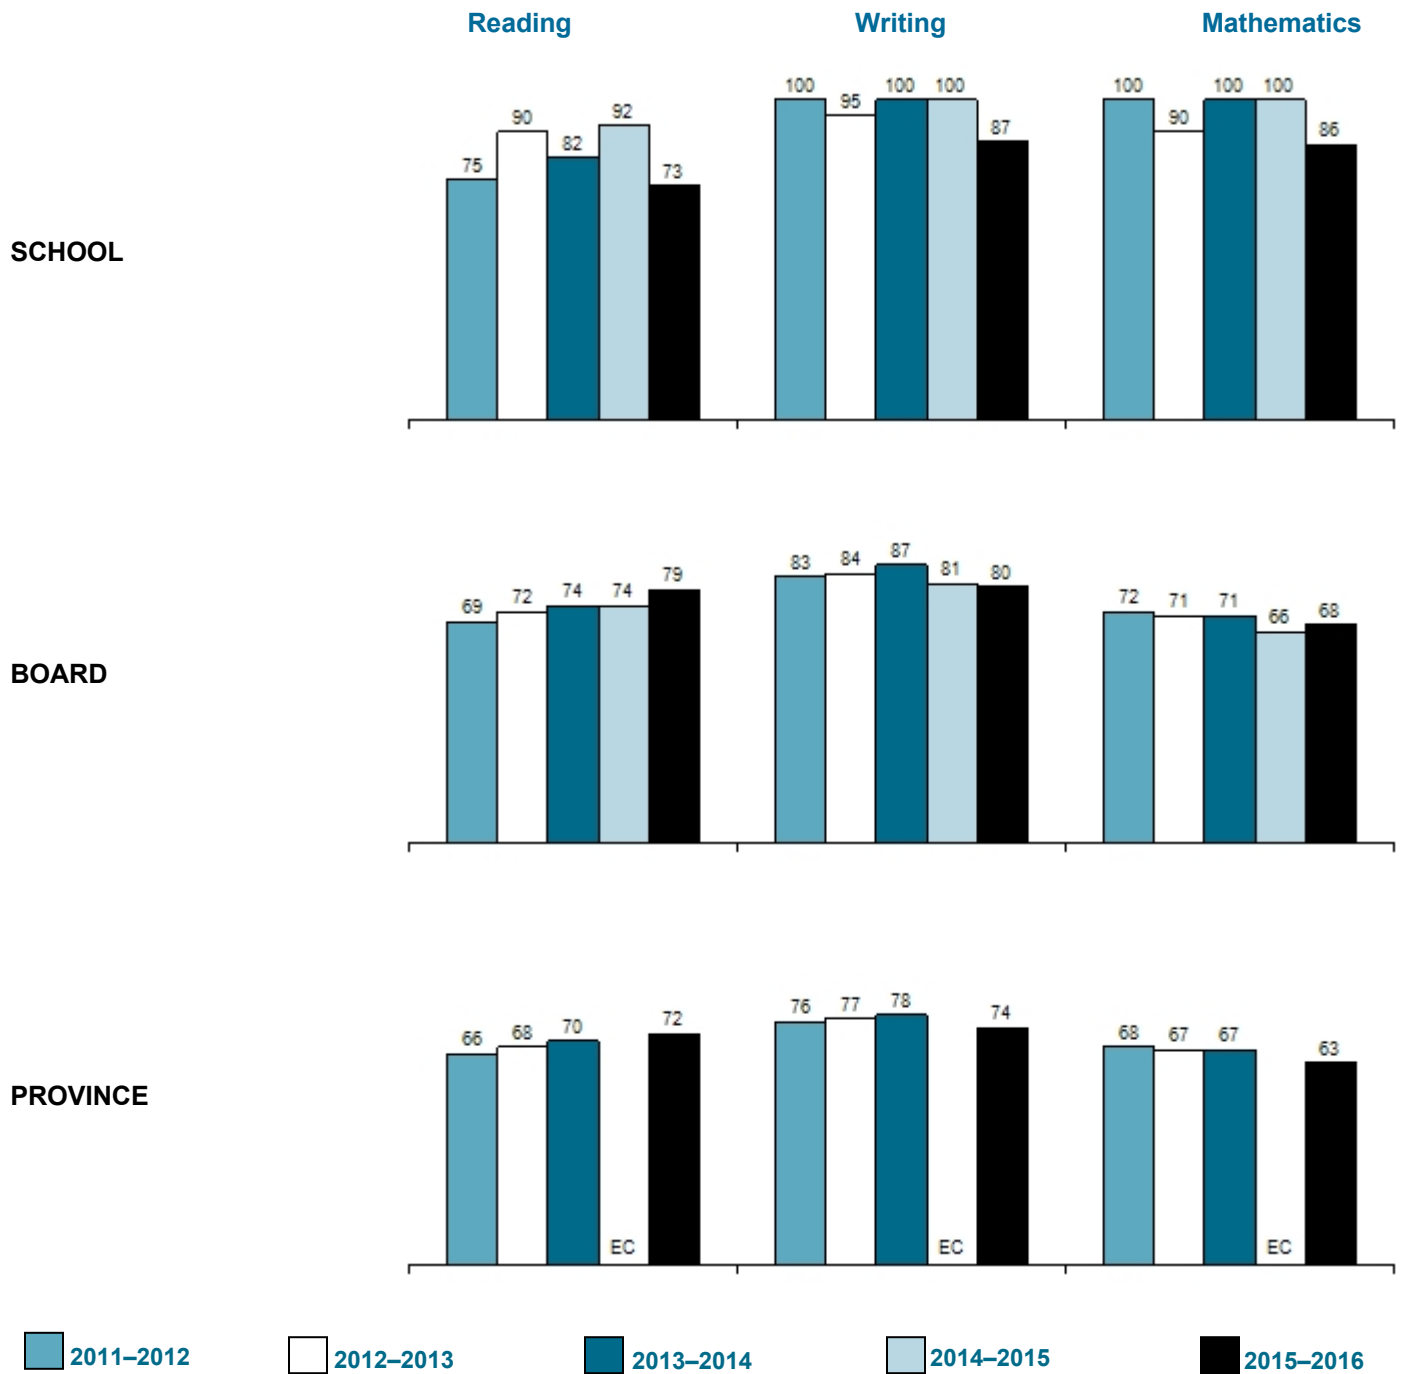 Reading Writing Mathematics
SCHOOL
75 90 82 92 73 100 95 100 100 87 100 90 100 100 86
BOARD
69 72 74 74 79 83 84 87 81 80 72 71 71 66 68
PROVINCE
66 68 70 EC 72 76 77 78 EC 74 68 67 67 EC 63
2011–2012 2012–2013 2013–2014 2014–2015 2015–2016